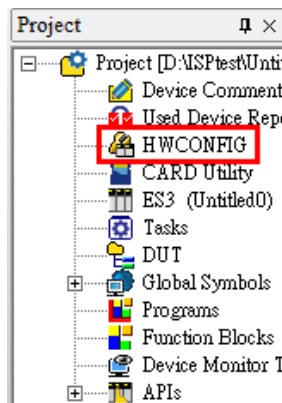 Project
Project [D:\ISPtest\Unti
Device Comment
Used Device Repo
HWCONFIG
CARD Utility
ES3 (Untitled0)
Tasks
DUT
Global Symbols
Programs
Function Blocks
Device Monitor T
APIs